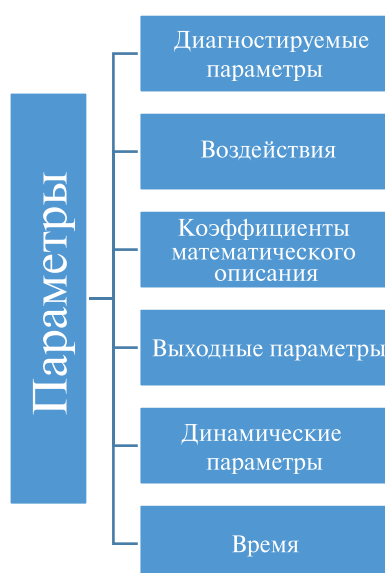 Параметры
Диагностируемые
параметры
Воздействия
Коэффициенты
математического
описания
Выходные параметры
Динамические
параметры
Время